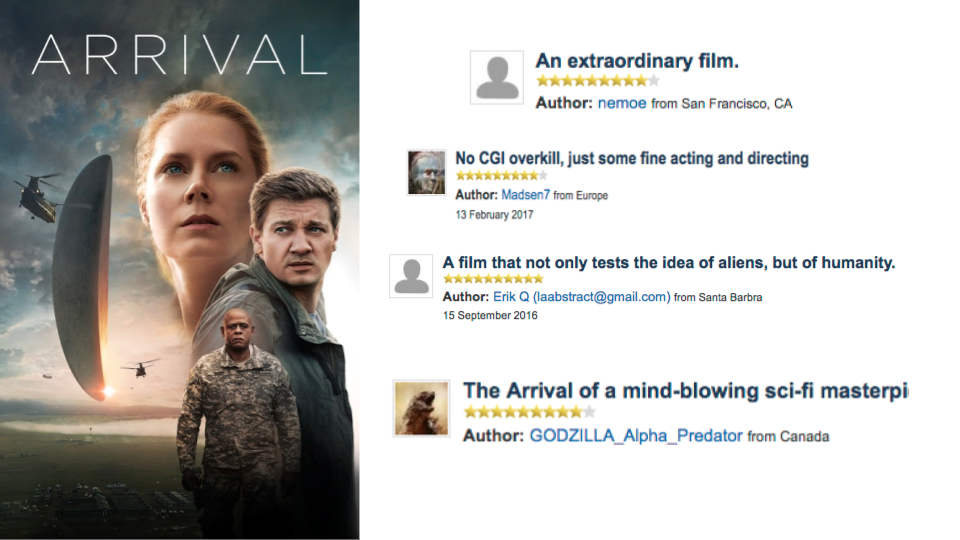 ARRIVAL
An extraordinary film.
Author: nemoe from San Francisco, CA
No CGI overkill, just some fine acting and directing
Author: Madsen7 from Europe
13 February 2017
A film that not only tests the idea of aliens, but of humanity.
Author: Erik Q (laabstract@gmail.com) from Santa Barbra
15 September 2016
The Arrival of a mind-blowing sci-fi masterpi
Author: GODZILLA_Alpha_Predator from Canada